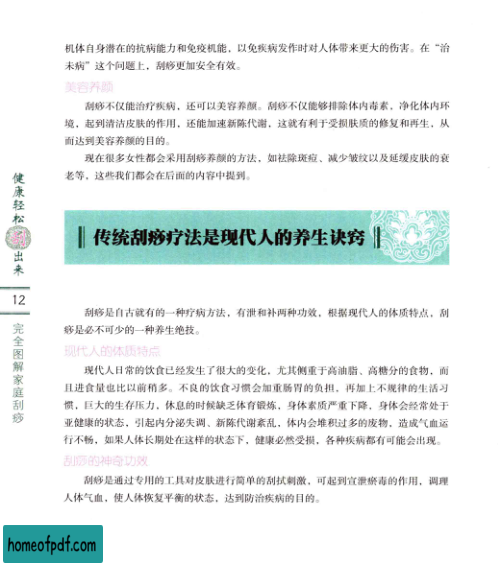 机体自身潜在的抗病能力和免疫机能，以免疾病发作时对人体带来更大的伤害。在“治
未病”这个问题上，刮痧更加安全有效。
美容养颜
刮痧不仅能治疗疾病，还可以美容养颜。刮痧不仅能够排除体内毒素，净化体内环
境，起到清洁皮肤的作用，还能加速新陈代谢，这就有利于受损肤质的修复和再生，从
而达到美容养颜的目的。
现在很多女性都会采用刮痧养颜的方法，如祛除斑痘、减少皱纹以及延缓皮肤的衰
老等，这些我们都会在后面的内容中提到。
健康轻松刮出来
12
完全图解家庭刮痧
传统刮痧疗法是现代人的养生诀窍
刮痧是自古就有的一种疗病方法，有泄和补两种功效，根据现代人的体质特点，刮
痧是必不可少的一种养生绝技。
现代人的体质特点
现代人日常的饮食已经发生了很大的变化，尤其侧重于高油脂、高糖分的食物，而
且进食量也比以前稍多。不良的饮食习惯会加重肠胃的负担，再加上不规律的生活习
惯，巨大的生存压力，休息的时候缺乏体育锻炼，身体素质严重下降，身体会经常处于
亚健康的状态，引起内分泌失调、新陈代谢紊乱，体内会堆积过多的废物，造成气血运
行不畅，如果人体长期处在这样的状态下，健康必然受损，各种疾病都有可能会出现。
刮痧的神奇功效
刮痧是通过专用的工具对皮肤进行简单的刮拭刺激，可起到宣泄瘀毒的作用，调理
人体气血，使人体恢复平衡的状态，达到防治疾病的目的。
homeofpdf.com